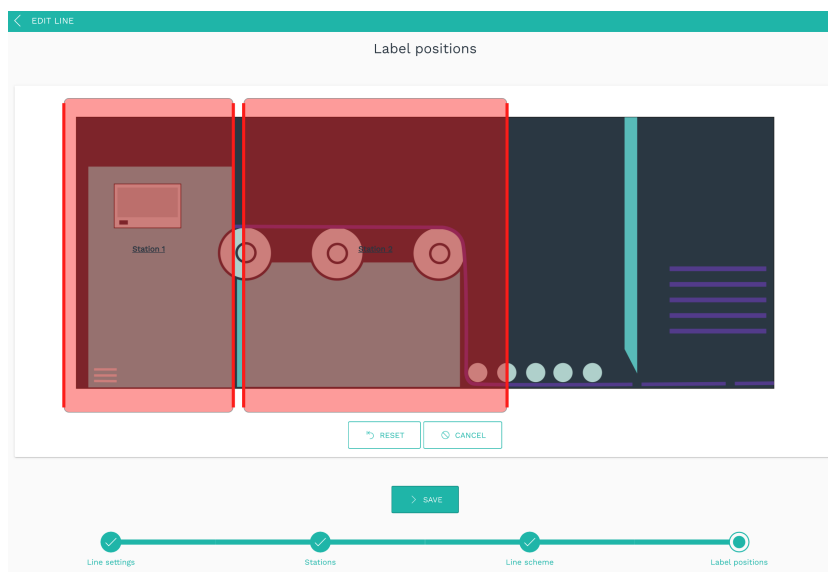 EDIT LINE
Label positions
Station 1
Station 2
RESET
CANCEL
SAVE
Line settings
Stations
Line scheme
Label positions